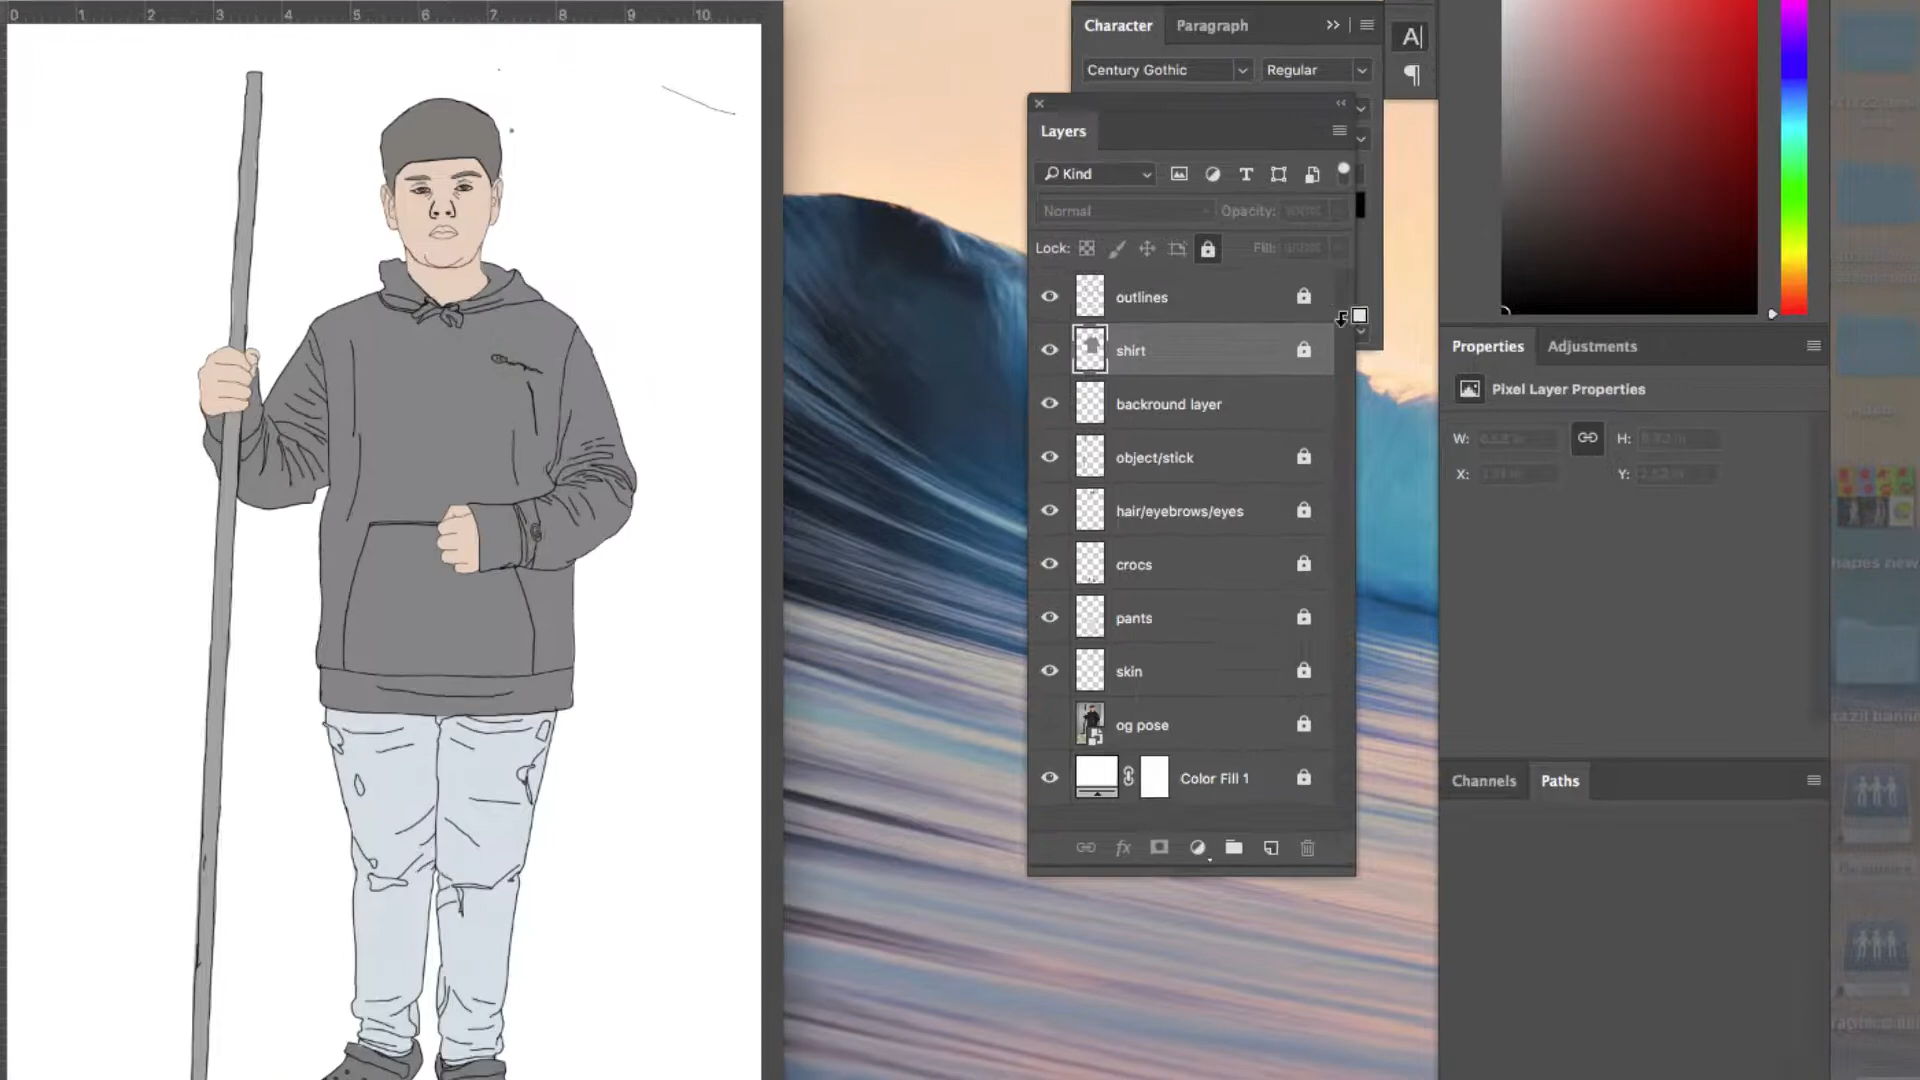 0 1 2 3 4 5 6 7 8 9 10
Character Paragraph
Century Gothic Regular
Layers
Kind
Normal Opacity:
Lock: Fill:
outlines
shirt
backround layer
object/stick
hair/eyebrows/eyes
crocs
pants
skin
og pose
Color Fill 1
fx
Properties Adjustments
Pixel Layer Properties
W: H:
X: Y:
Channels Paths